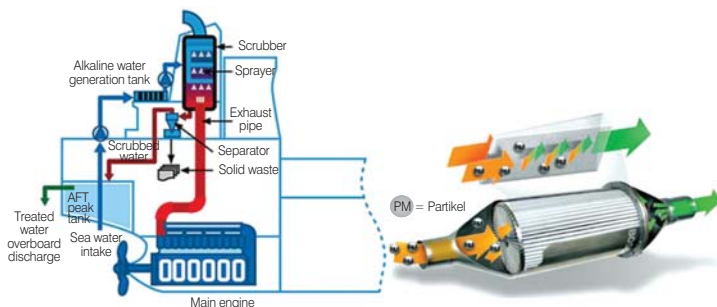 Scrubber
Alkaline water
generation tank
Sprayer
Exhaust
pipe
Scrubbed
water
Separator
Solid waste
AFT
peak
tank
Treated
water
overboard
discharge
Sea water
intake
Main engine
PM = Partikel